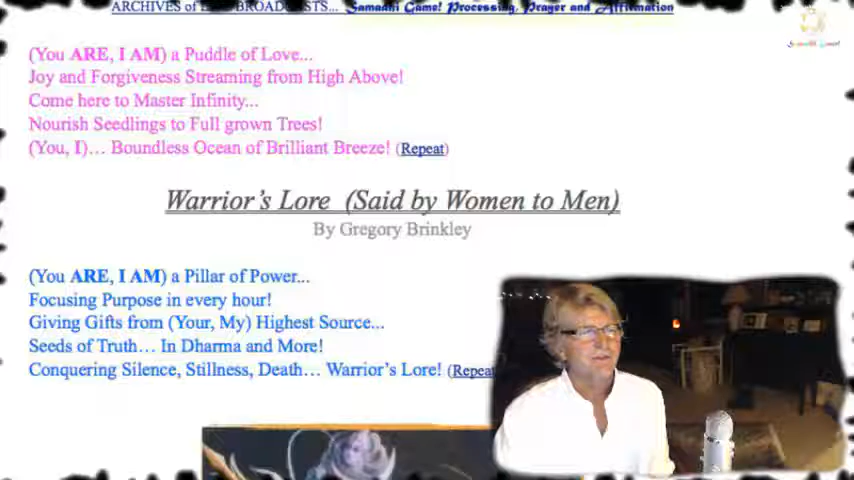 ARCHIVES of BROADCASTS... Samadhi Game! Processing, Prayer and Affirmation
(You ARE, I AM) a Puddle of Love...
Joy and Forgiveness Streaming from High Above!
Come here to Master Infinity...
Nourish Seedlings to Full grown Trees!
(You, I)... Boundless Ocean of Brilliant Breeze! (Repeat)
Warrior's Lore (Said by Women to Men)
By Gregory Brinkley
(You ARE, I AM) a Pillar of Power...
Focusing Purpose in every hour!
Giving Gifts from (Your, My) Highest Source...
Seeds of Truth... In Dharma and More!
Conquering Silence, Stillness, Death... Warrior's Lore! (Repeat